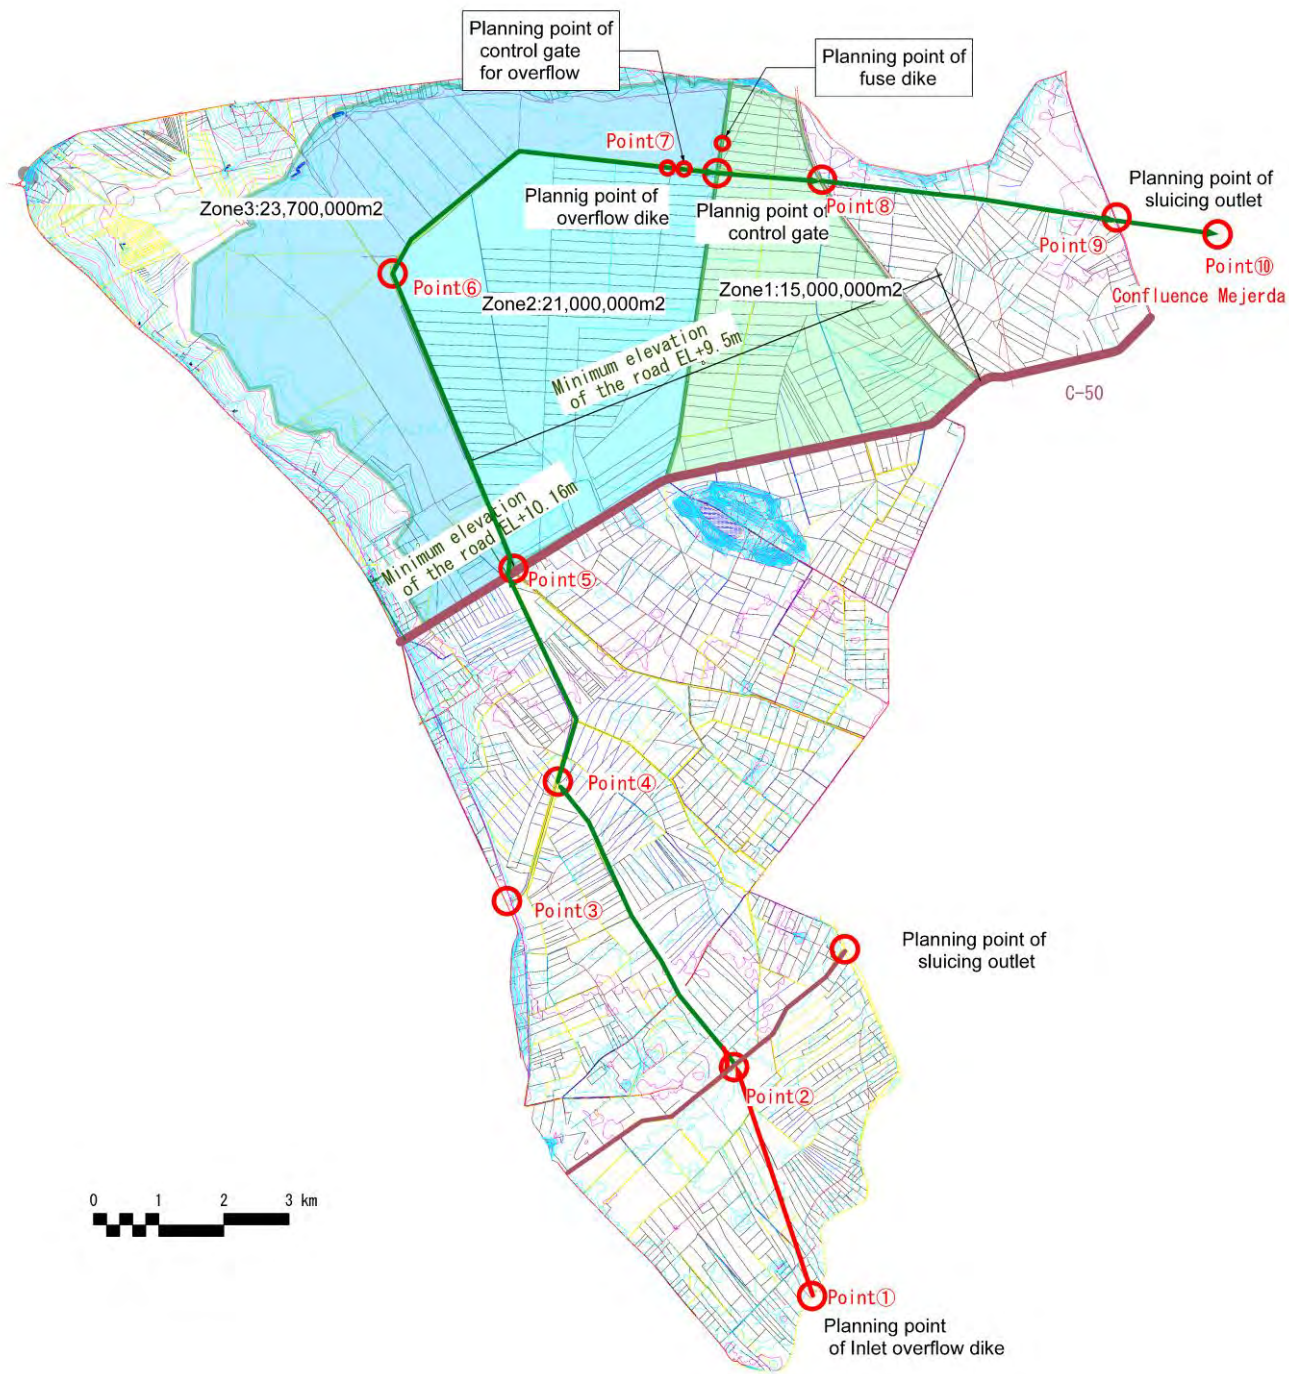 Planning point of
control gate
for overflow
Planning point of
fuse dike
Point⑦
Zone3:23,700,000m2
Plannig point of
overflow dike
Planning point of
control gate
Point⑧
Planning point of
sluicing outlet
Point⑨
Point⑩
Confluence Mejerda
Point⑥
Zone2:21,000,000m2
Zone1:15,000,000m2
Minimum elevation
of the road EL+9.5m
C-50
Minimum elevation
of the road EL+10.16m
Point⑤
Point④
Point③
Planning point of
sluicing outlet
Point②
0 1 2 3 km
Point①
Planning point
of Inlet overflow dike